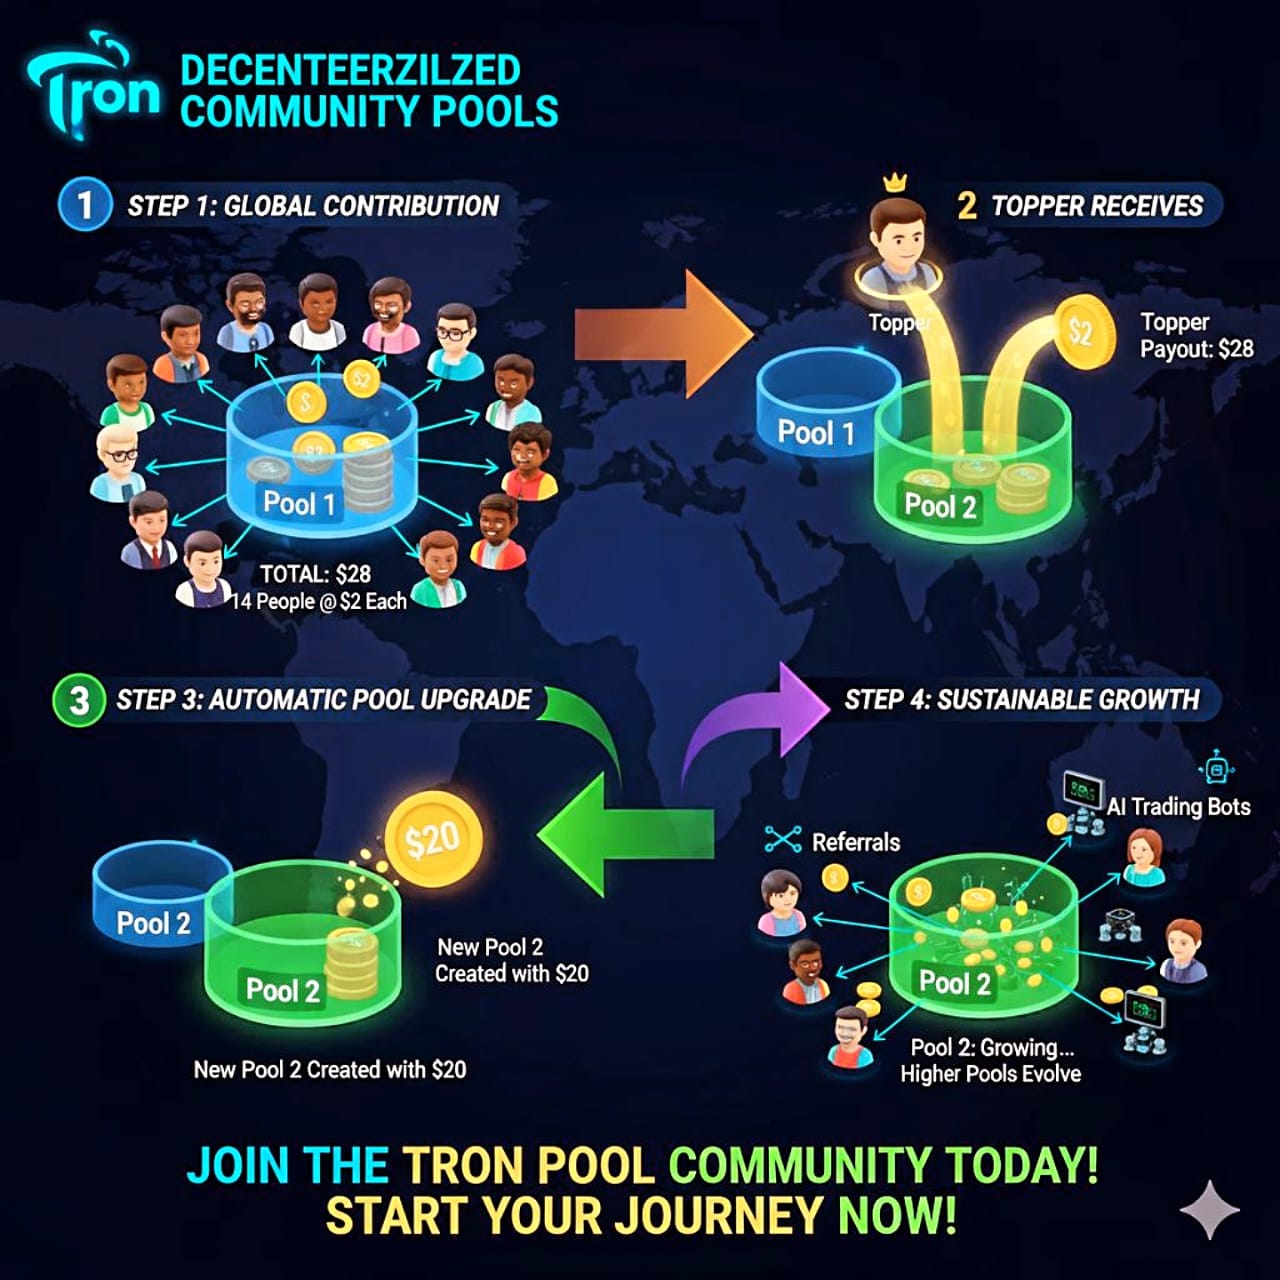 Tron
DECENTEERZILZED
COMMUNITY POOLS
1 STEP 1: GLOBAL CONTRIBUTION
$
$2
Pool 1
TOTAL: $28
14 People @ $2 Each
2 TOPPER RECEIVES
Topper
$2
Topper
Payout: $28
Pool 1
Pool 2
3 STEP 3: AUTOMATIC POOL UPGRADE
$20
Pool 2
Pool 2
New Pool 2
Created with $20
New Pool 2 Created with $20
STEP 4: SUSTAINABLE GROWTH
AI Trading Bots
Referrals
$
$
Pool 2
Pool 2: Growing...
Higher Pools Evolve
JOIN THE TRON POOL COMMUNITY TODAY!
START YOUR JOURNEY NOW!